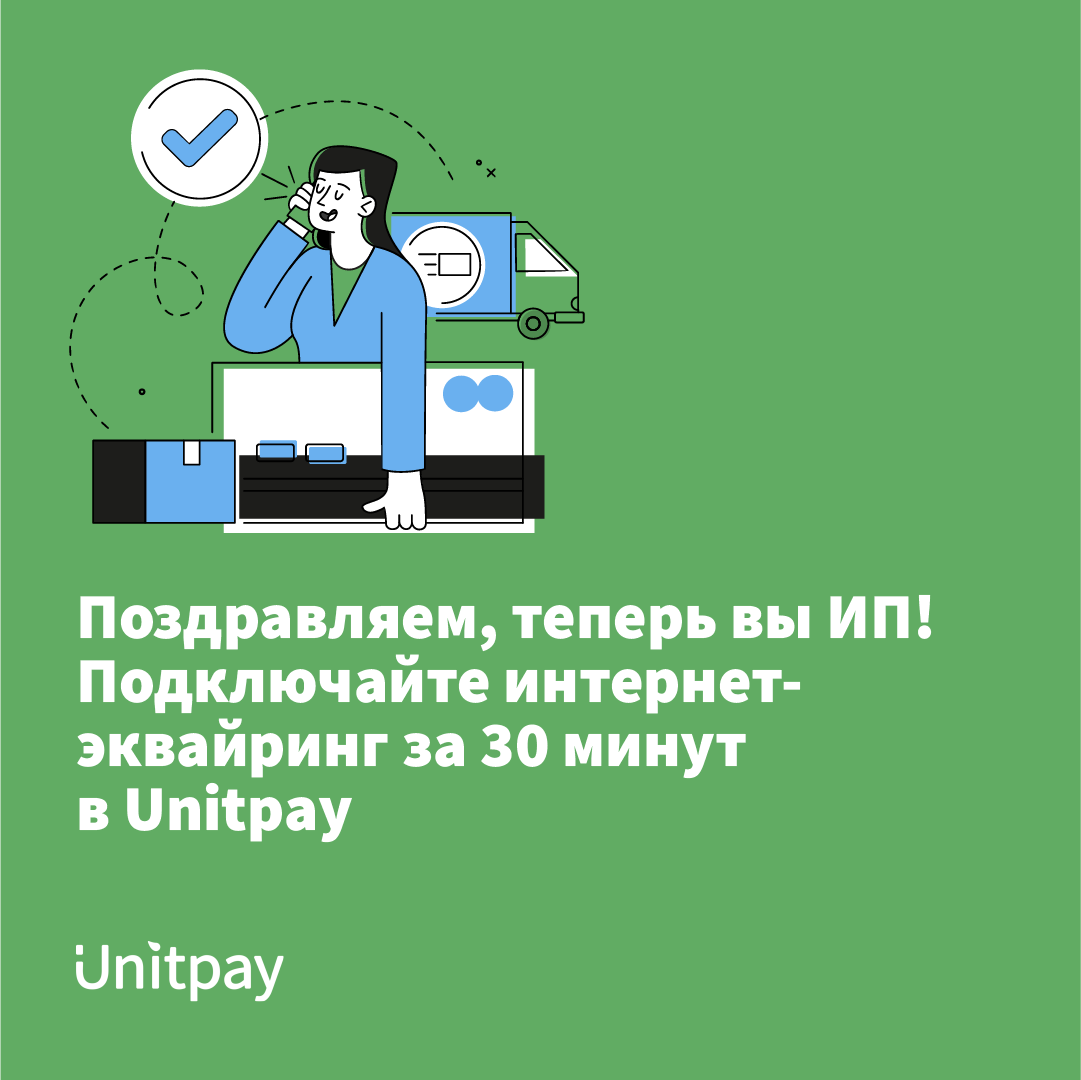 Поздравляем, теперь вы ИП!
Подключайте интернет-
эквайринг за 30 минут
в Unitpay
Unitpay